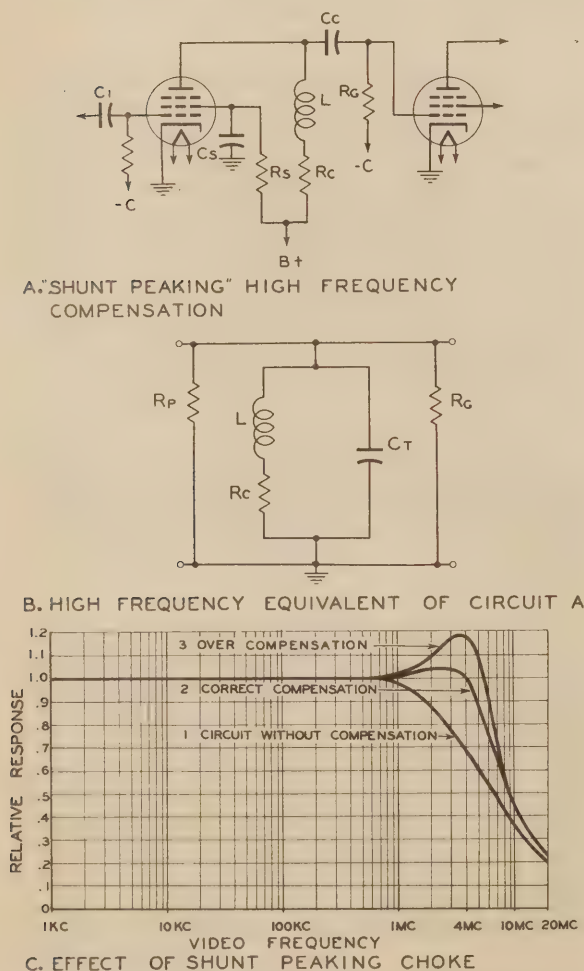 C1
Cs
Rs
L
Rc
Cc
RG
-C
-C
B+
A."SHUNT PEAKING" HIGH FREQUENCY
COMPENSATION
RP
L
Rc
CT
RG
B. HIGH FREQUENCY EQUIVALENT OF CIRCUIT A
RELATIVE RESPONSE
1.2
1.1
1.0
.9
.8
.7
.6
.5
.4
.3
.2
.1
0
3 OVER COMPENSATION
2 CORRECT COMPENSATION
1 CIRCUIT WITHOUT COMPENSATION
1KC 10KC 100KC 1MC 4MC 10MC 20MC
VIDEO FREQUENCY
C. EFFECT OF SHUNT PEAKING CHOKE